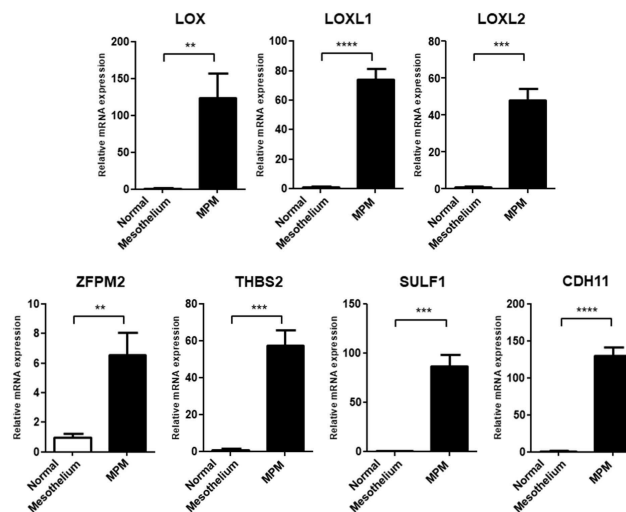 LOX
LOXL1
LOXL2
Relative mRNA expression
200
150
100
50
0
**
Normal
Mesothelium
MPM
Relative mRNA expression
100
80
60
40
20
0
****
Normal
Mesothelium
MPM
Relative mRNA expression
80
60
40
20
0
***
Normal
Mesothelium
MPM
ZFPM2
THBS2
SULF1
CDH11
Relative mRNA expression
8
6
4
2
0
**
Normal
Mesothelium
MPM
Relative mRNA expression
80
60
40
20
0
***
Normal
Mesothelium
MPM
Relative mRNA expression
150
100
50
0
***
Normal
Mesothelium
MPM
Relative mRNA expression
200
150
100
50
0
****
Normal
Mesothelium
MPM